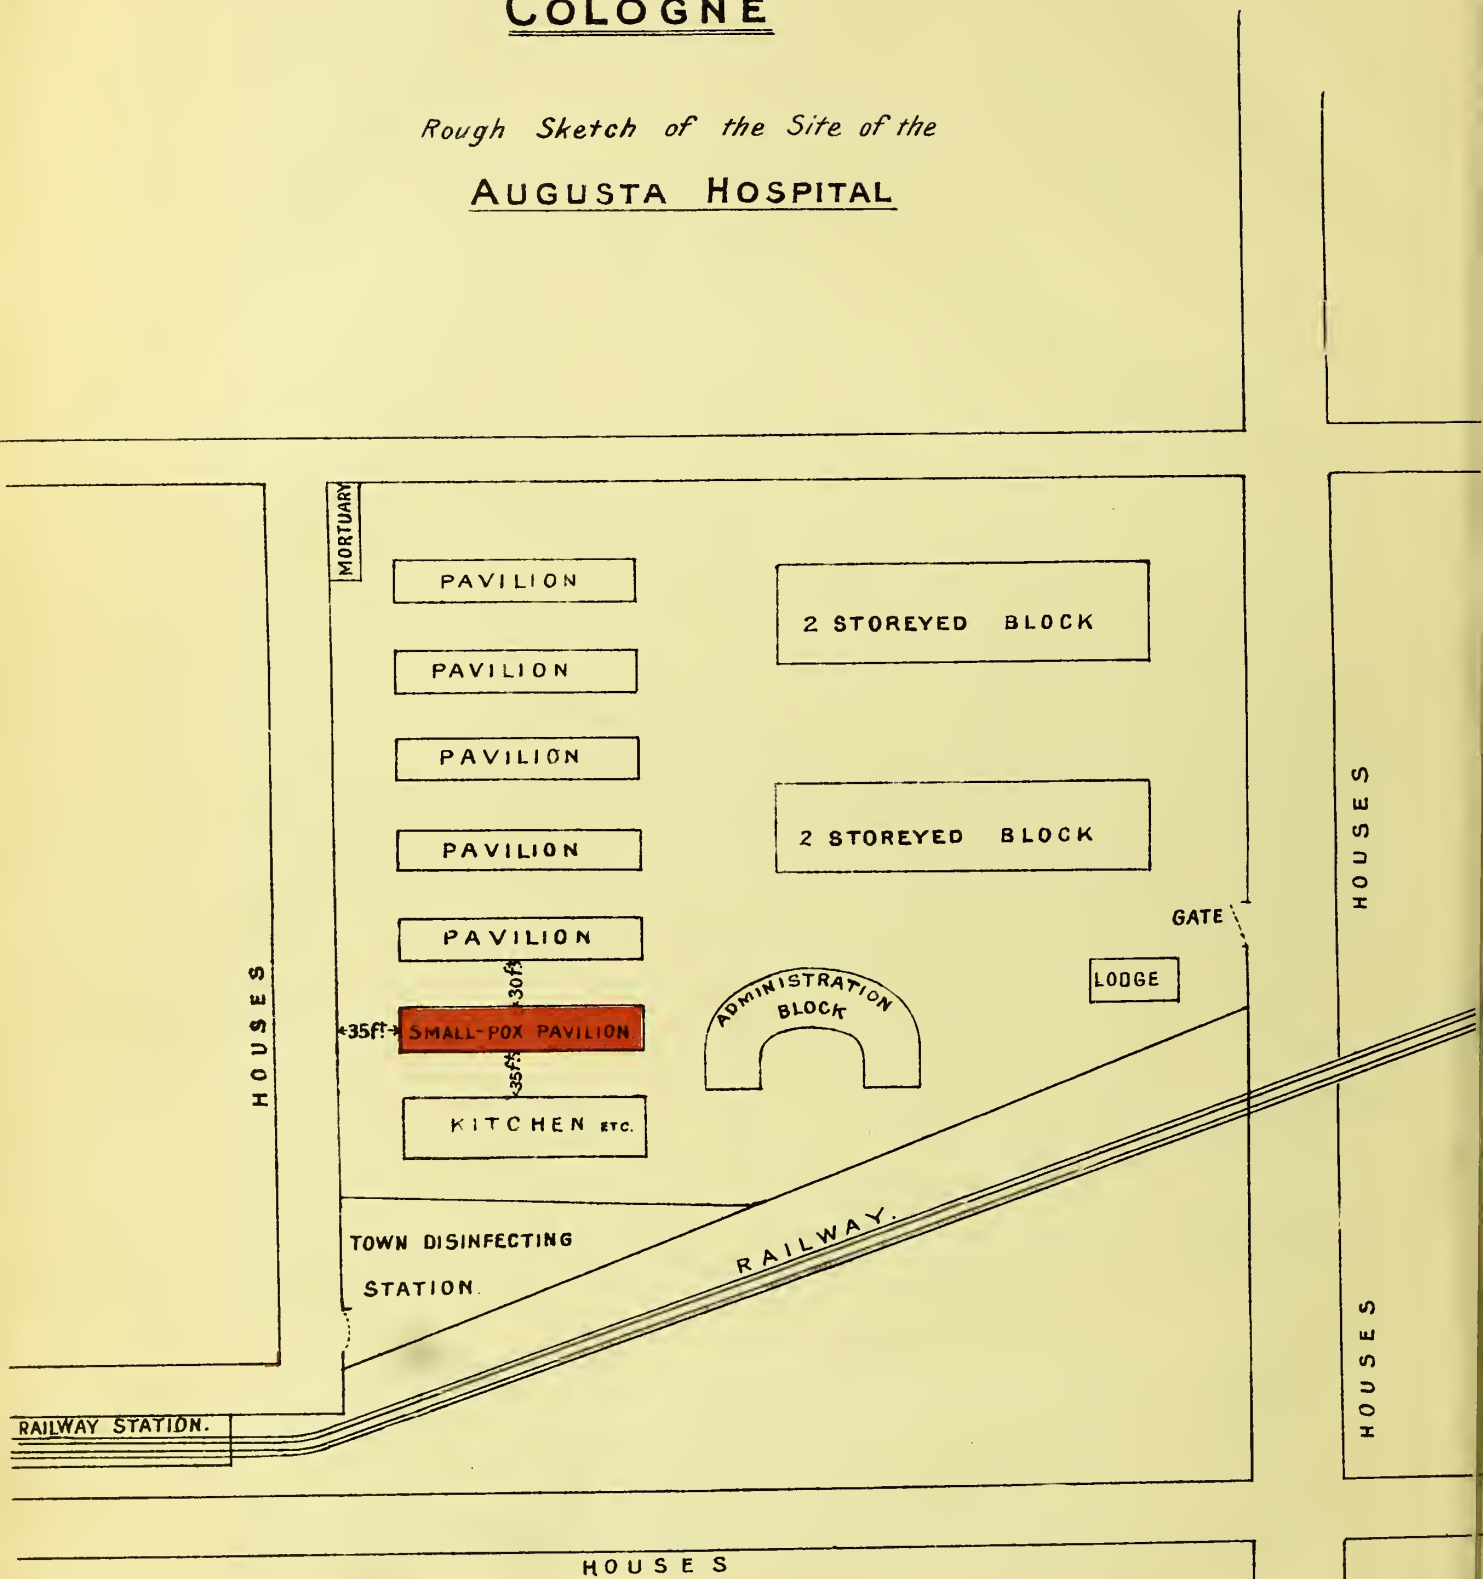 COLOGNE
Rough Sketch of the Site of the
AUGUSTA HOSPITAL
MORTUARY
PAVILION
2 STOREYED BLOCK
PAVILION
PAVILION
2 STOREYED BLOCK
PAVILION
HOUSES
PAVILION
GATE
LODGE
30ft
ADMINISTRATION
BLOCK
HOUSES
35ft
SMALL-POX PAVILION
35ft
KITCHEN ETC.
TOWN DISINFECTING
STATION.
RAILWAY.
HOUSES
RAILWAY STATION.
HOUSES